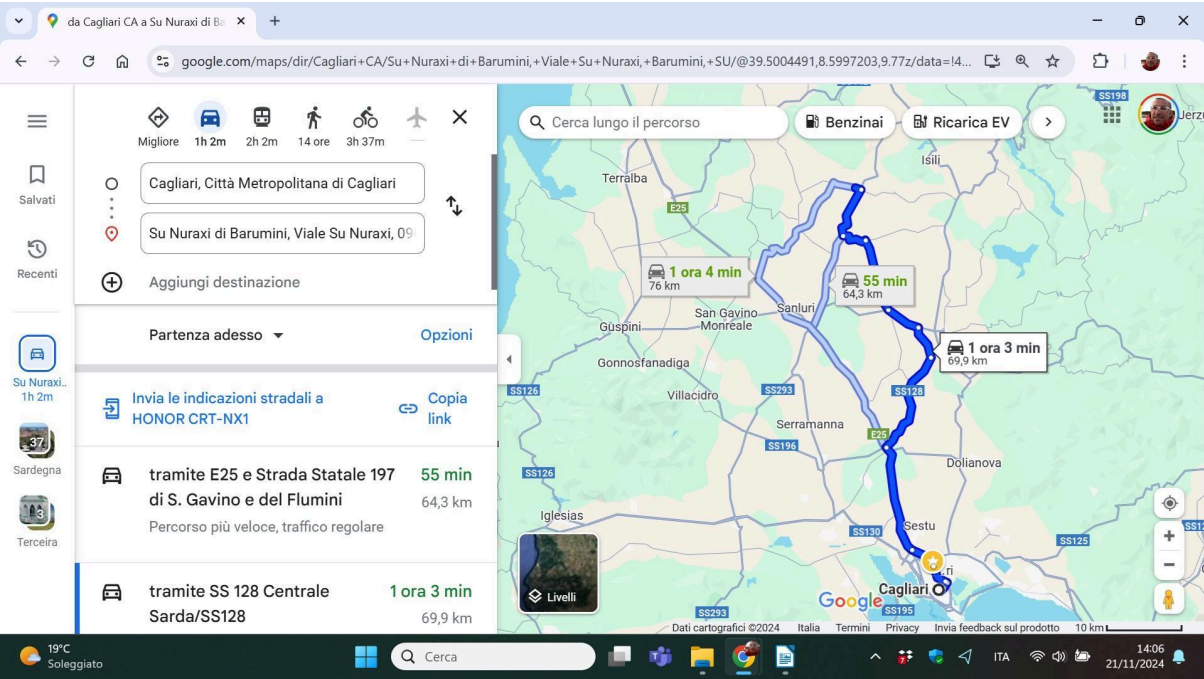 da Cagliari CA a Su Nuraxi di Ba
google.com/maps/dir/Cagliari+CA/Su+Nuraxi+di+Barumini,+Viale+Su+Nuraxi,+Barumini,+SU/@39.5004491,8.5997203,9.77z/data=!4...
Salvati
Recenti
Su Nuraxi..
1h 2m
37
Sardegna
3
Terceira
Migliore
1h 2m
2h 2m
14 ore
3h 37m
Cagliari, Città Metropolitana di Cagliari
Su Nuraxi di Barumini, Viale Su Nuraxi, 09
Aggiungi destinazione
Partenza adesso
Opzioni
Invia le indicazioni stradali a
HONOR CRT-NX1
Copia
link
tramite E25 e Strada Statale 197
di S. Gavino e del Flumini
55 min
64,3 km
Percorso più veloce, traffico regolare
tramite SS 128 Centrale
Sarda/SS128
1 ora 3 min
69,9 km
Cerca lungo il percorso
Benzinai
Ricarica EV
SS198
Jerzu
Isili
Terralba
E25
1 ora 4 min
76 km
55 min
64,3 km
Sanluri
San Gavino
Monreale
Guspini
1 ora 3 min
69,9 km
Gonnosfanadiga
SS126
Villacidro
SS293
SS128
Serramanna
E25
SS196
Dolianova
SS126
Iglesias
SS130
Sestu
SS125
SS12
ri
Cagliari
SS195
SS293
Livelli
Google
Dati cartografici ©2024 Italia Termini Privacy Invia feedback sul prodotto 10 km
19°C
Soleggiato
Cerca
ITA
14:06
21/11/2024